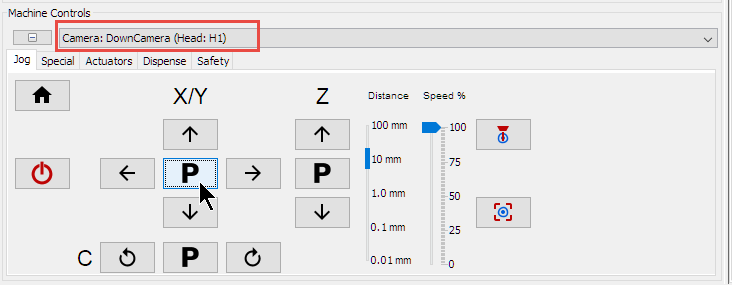 Machine Controls
Camera: DownCamera (Head: H1)
Jog Special Actuators Dispense Safety
X/Y Z Distance Speed %
100 mm 100
10 mm 75
P P
1.0 mm 50
0.1 mm 25
0.01 mm 0
C P